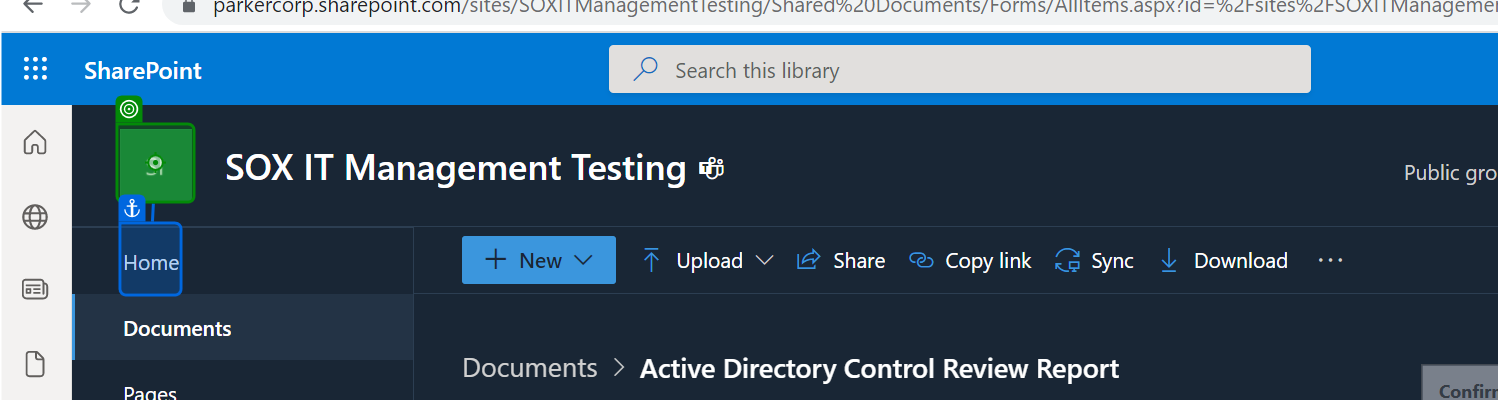 parkercorp.sharepoint.com/sites/SOXITManagementTesting/Shared%20Documents/Forms/AllItems.aspx?id=%2Fsites%2FSOXITManagemen
SharePoint
Search this library
SOX IT Management Testing
Public gro
Home
New
Upload
Share
Copy link
Sync
Download
Documents
Documents > Active Directory Control Review Report
Pages
Confirm